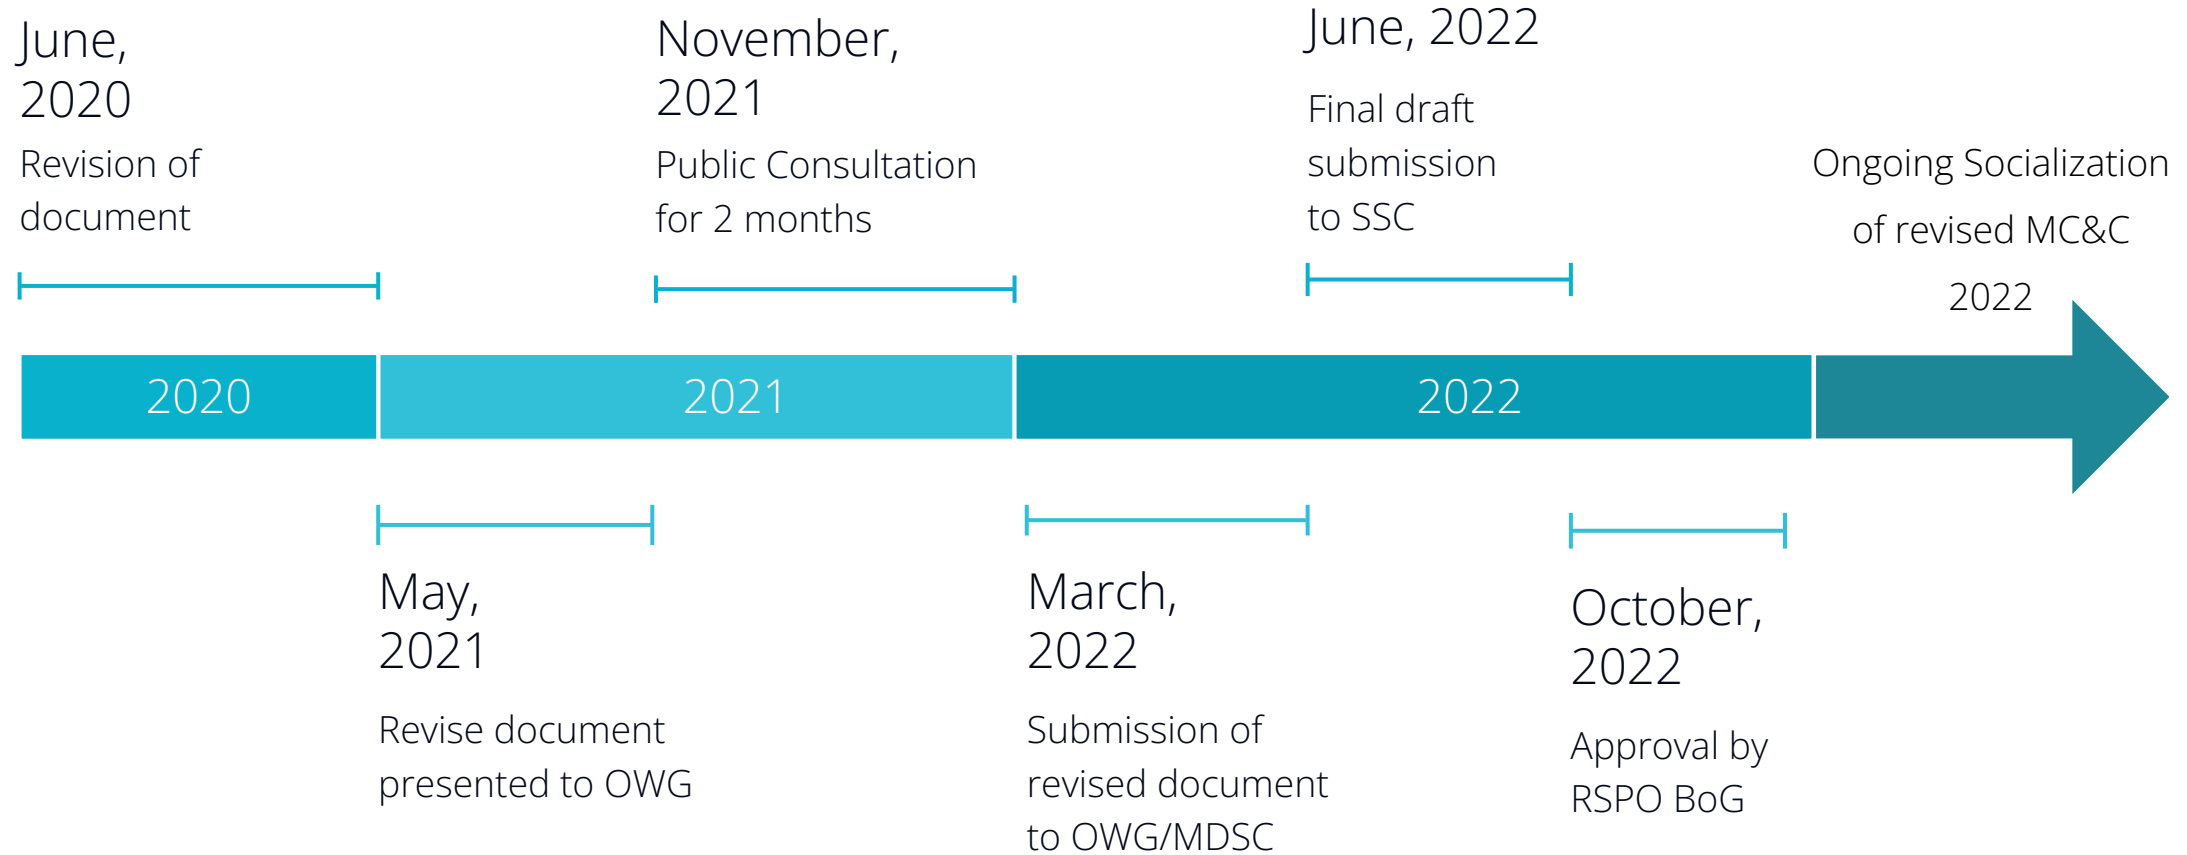 June,
2020
Revision of
document
November,
2021
Public Consultation
for 2 months
June, 2022
Final draft
submission
to SSC
Ongoing Socialization
of revised MC&C
2022
2020
2021
2022
May,
2021
Revise document
presented to OWG
March,
2022
Submission of
revised document
to OWG/MDSC
October,
2022
Approval by
RSPO BoG